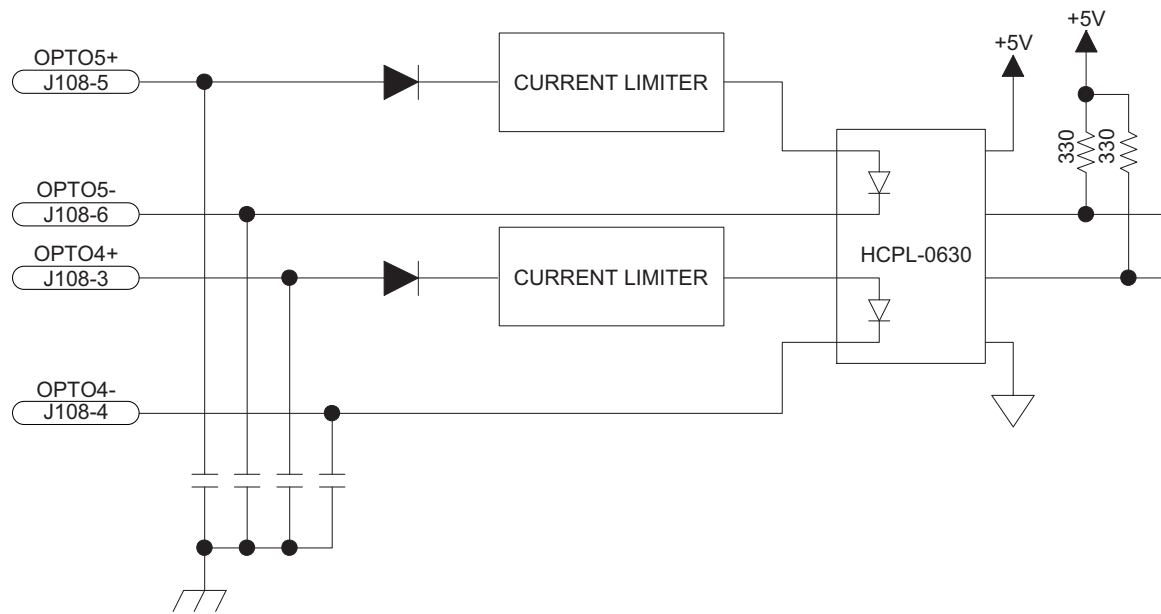 +5V
+5V
OPTO5+
J108-5
CURRENT LIMITER
330
330
OPTO5-
J108-6
OPTO4+
J108-3
CURRENT LIMITER
HCPL-0630
OPTO4-
J108-4